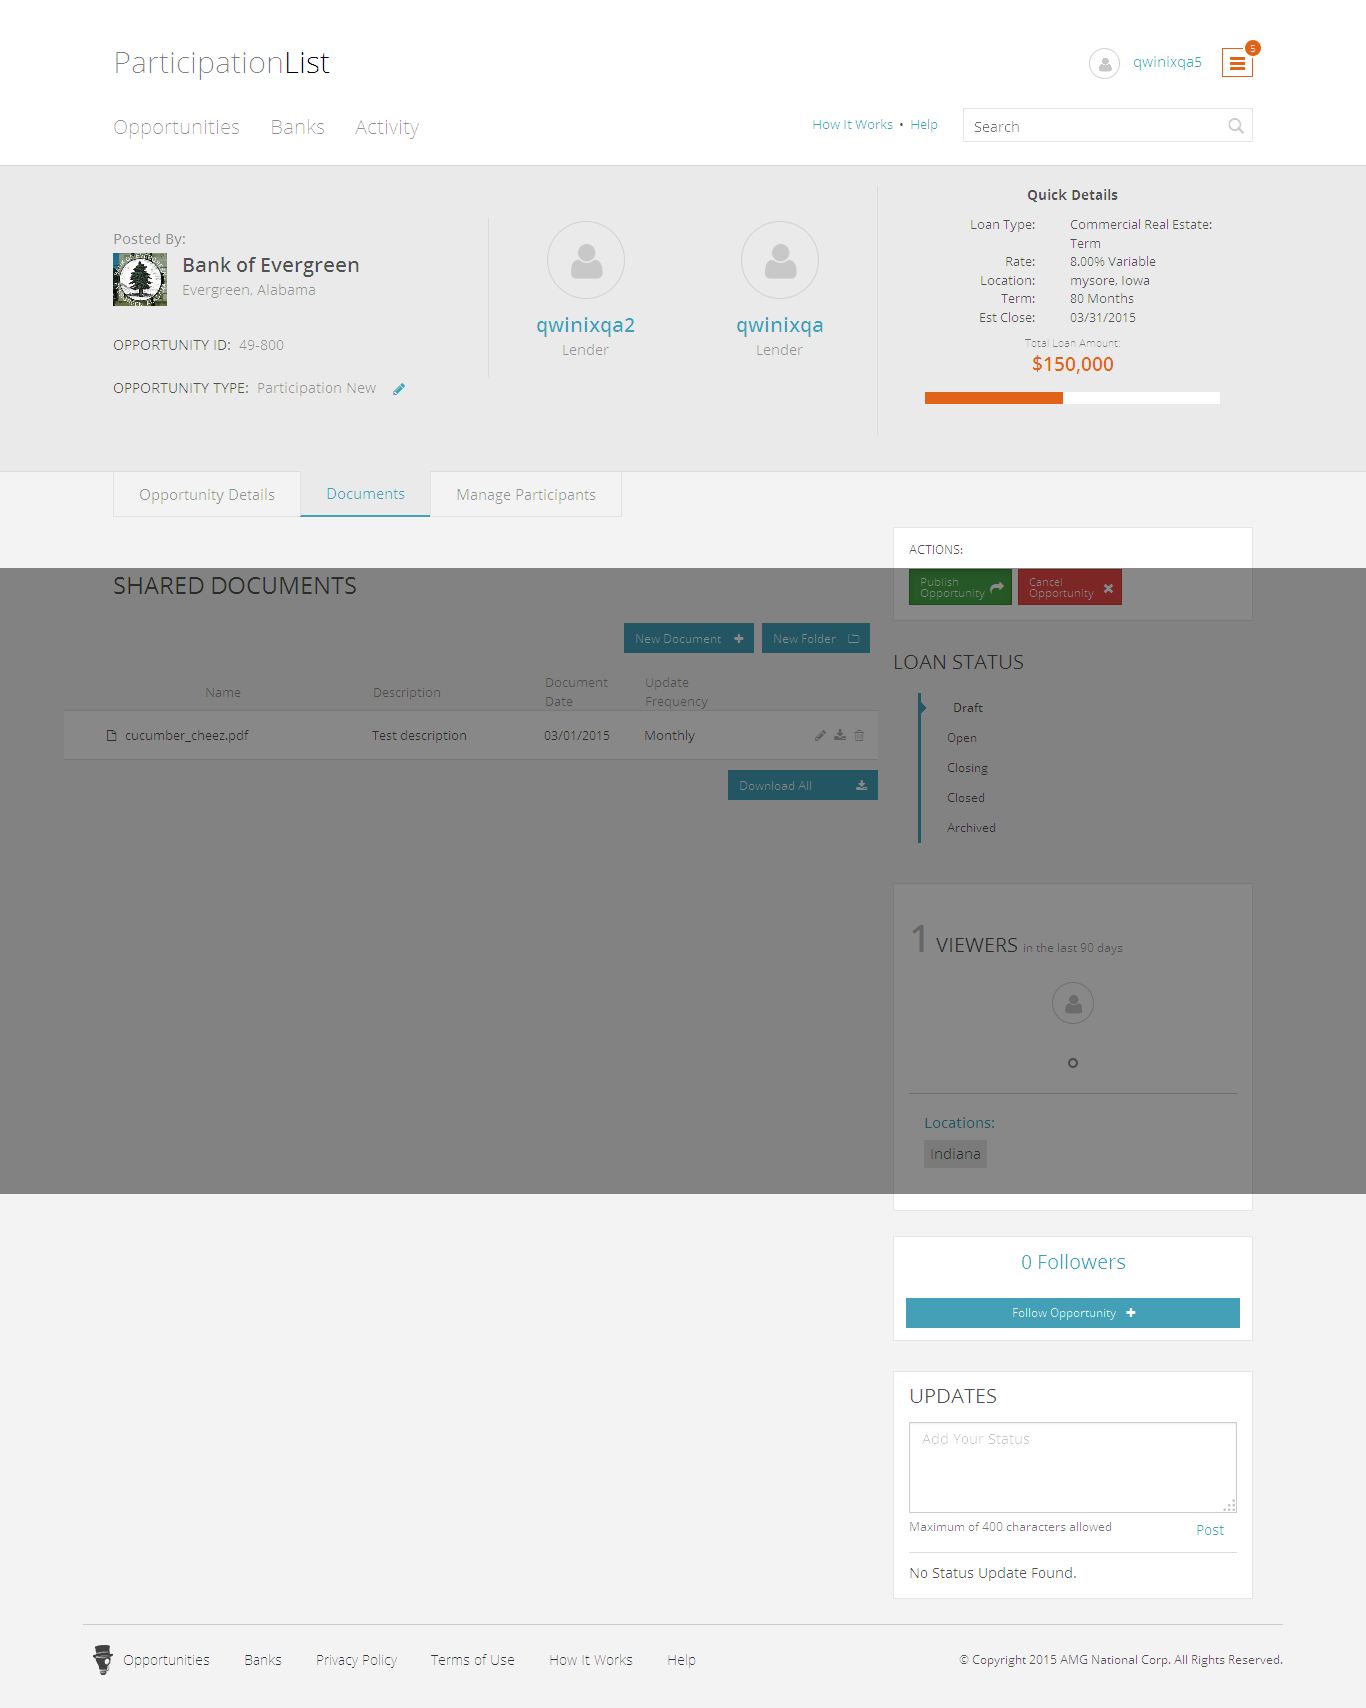 ParticipationList
qwinixqa5
5
Opportunities Banks Activity
How It Works • Help
Search
Posted By:
Bank of Evergreen
Evergreen, Alabama
OPPORTUNITY ID: 49-800
OPPORTUNITY TYPE: Participation New
qwinixqa2
Lender
qwinixqa
Lender
Quick Details
Loan Type: Commercial Real Estate:
Term
Rate: 8.00% Variable
Location: mysore, Iowa
Term: 80 Months
Est Close: 03/31/2015
Total Loan Amount:
$150,000
Opportunity Details Documents Manage Participants
ACTIONS:
Publish
Opportunity
Cancel
Opportunity
SHARED DOCUMENTS
New Document New Folder
Name Description Document
Date Update
Frequency
cucumber_cheez.pdf Test description 03/01/2015 Monthly
Download All
LOAN STATUS
Draft
Open
Closing
Closed
Archived
1 VIEWERS in the last 90 days
Locations:
Indiana
0 Followers
Follow Opportunity
UPDATES
Add Your Status
Maximum of 400 characters allowed
Post
No Status Update Found.
Opportunities Banks Privacy Policy Terms of Use How It Works Help
© Copyright 2015 AMG National Corp. All Rights Reserved.